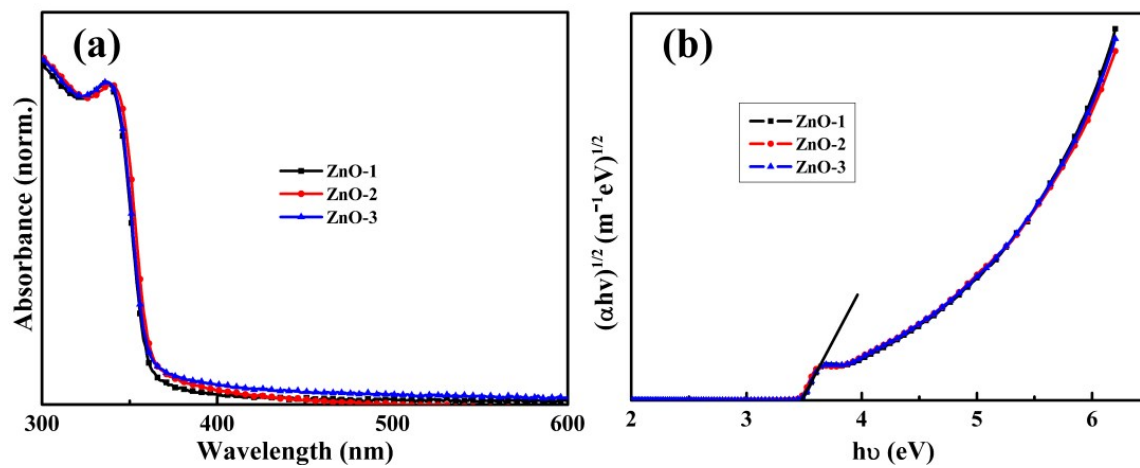 (a)
Absorbance (norm.)
ZnO-1
ZnO-2
ZnO-3
300
400
500
600
Wavelength (nm)
(b)
(αhν)¹/² (m⁻¹eV)¹/²
ZnO-1
ZnO-2
ZnO-3
2
3
4
5
6
hυ (eV)